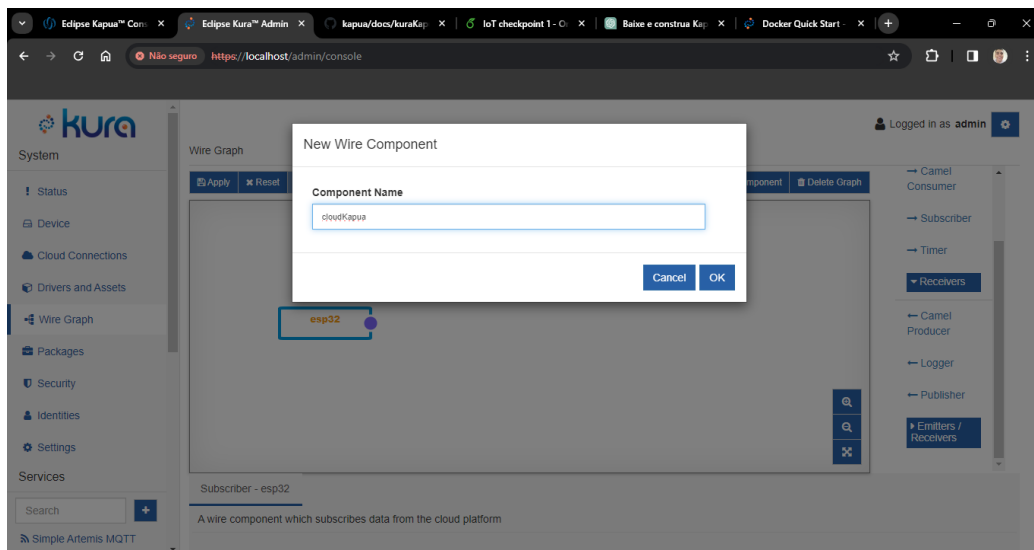 Eclipse Kapua™ Cons
Eclipse Kura™ Admin
kapua/docs/kuraKap
IoT checkpoint 1 - O
Baixe e construa Kap
Docker Quick Start -
Não seguro
https://localhost/admin/console
kura
Logged in as admin
System
Wire Graph
New Wire Component
Status
Apply
Reset
Component Name
mponent
Delete Graph
Camel
Consumer
cloudKapua
Device
Subscriber
Cloud Connections
Timer
Drivers and Assets
Cancel
OK
Receivers
Wire Graph
esp32
Camel
Producer
Packages
Logger
Security
Publisher
Identities
Emitters /
Receivers
Settings
Services
Subscriber - esp32
Search
A wire component which subscribes data from the cloud platform
Simple Artemis MQTT